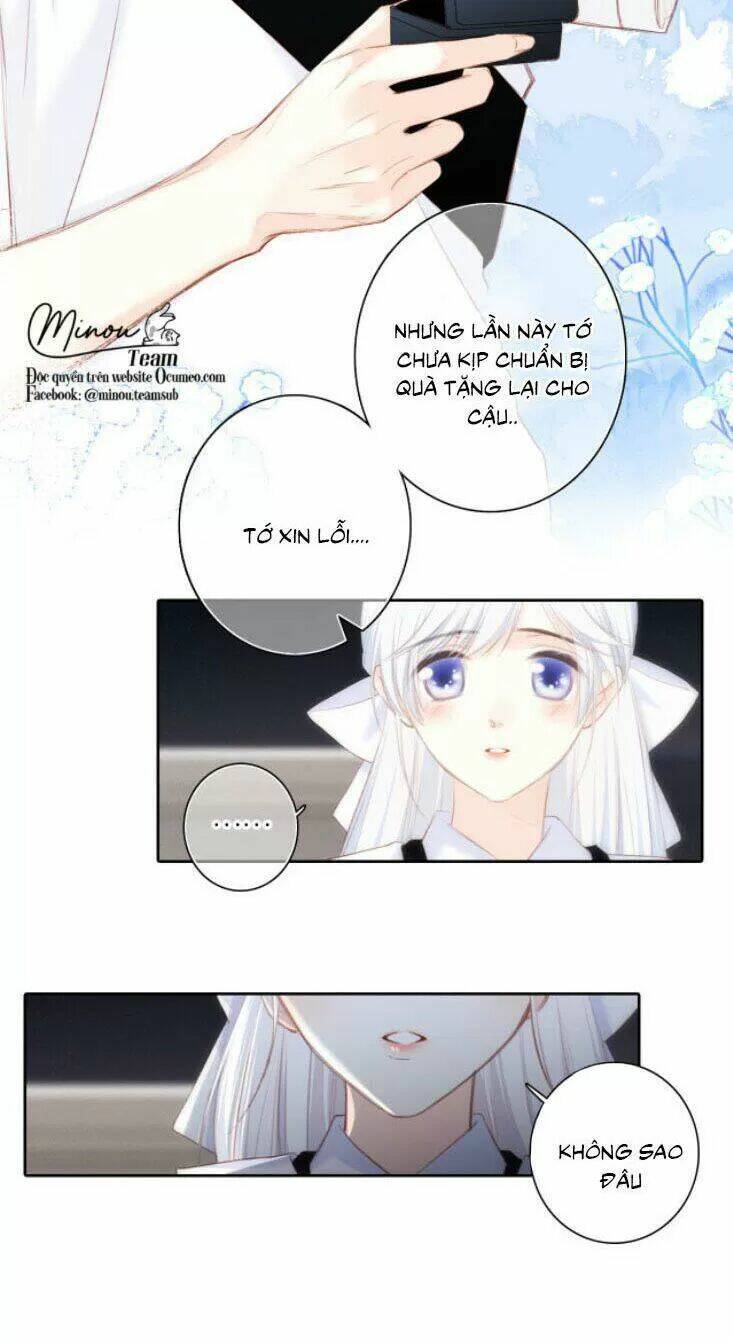 NHƯNG LẦN NÀY TỚ
CHƯA KỊP CHUẨN BỊ
QUÀ TẶNG LẠI CHO
CẬU..
Minou
Team
Độc quyền trên website Ocumeo.com
Facebook: @minou.teamsub
TỚ XIN LỖI....
......
KHÔNG SAO
ĐÂU